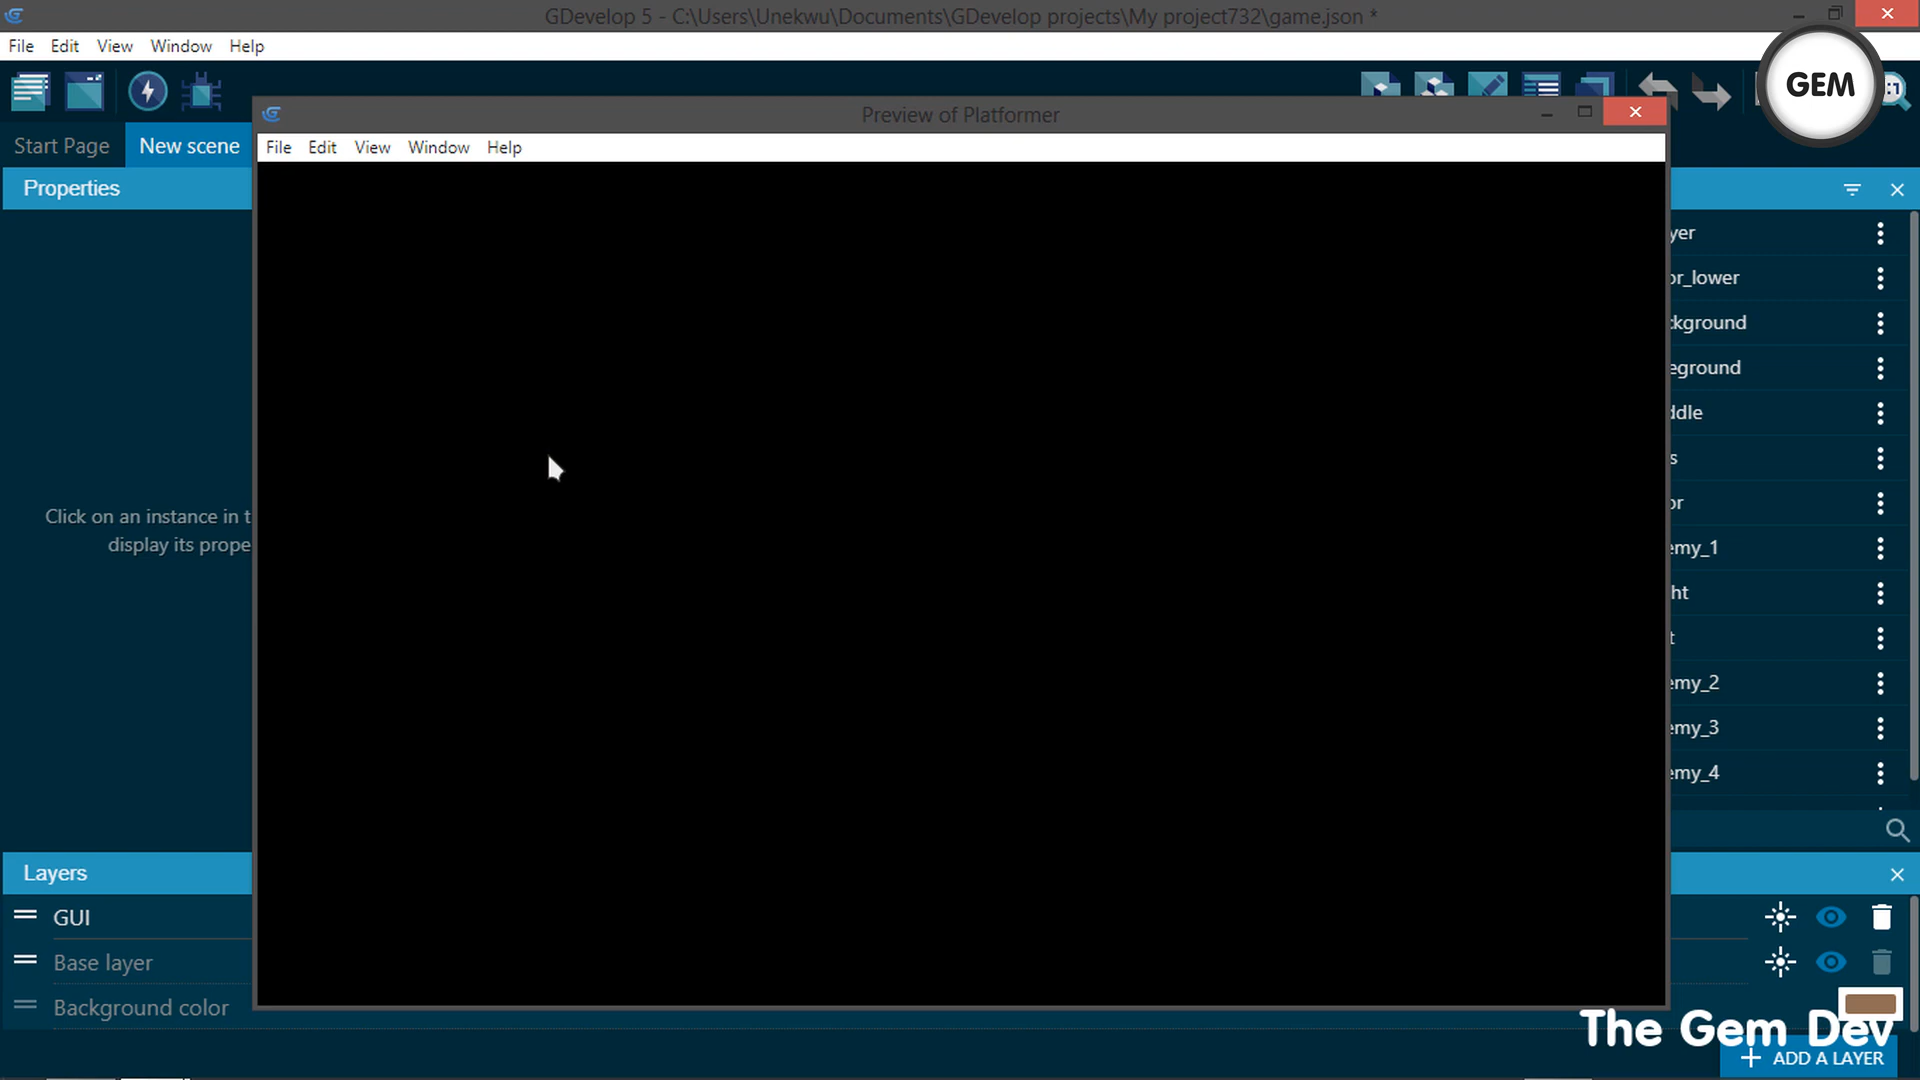 GDevelop 5 - C:\Users\Unekwu\Documents\GDevelop projects\My project732\game.json *
File Edit View Window Help
GEM
Preview of Platformer
File Edit View Window Help
Start Page
New scene
Properties
Click on an instance in t
display its prope
yer
or_lower
ckground
eground
ddle
s
or
emy_1
ht
t
emy_2
emy_3
emy_4
Layers
GUI
Base layer
Background color
The Gem Dev
+ ADD A LAYER